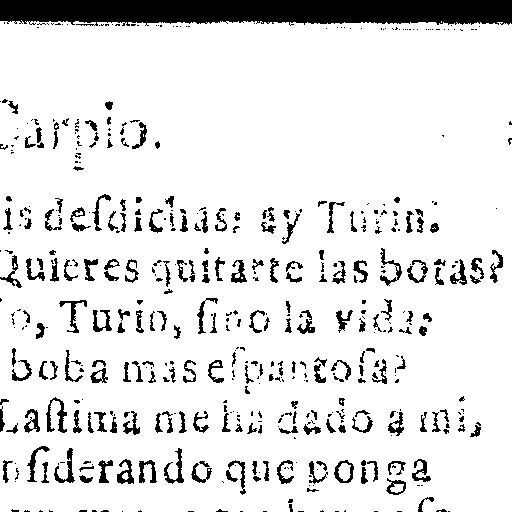 Carpio.
is desdichas: ay Turin.
Quieres quitarte las botas?
o, Turio, sino la vida:
boba mas espantosa?
Lastima me ha dado a mi,
nsiderando que ponga